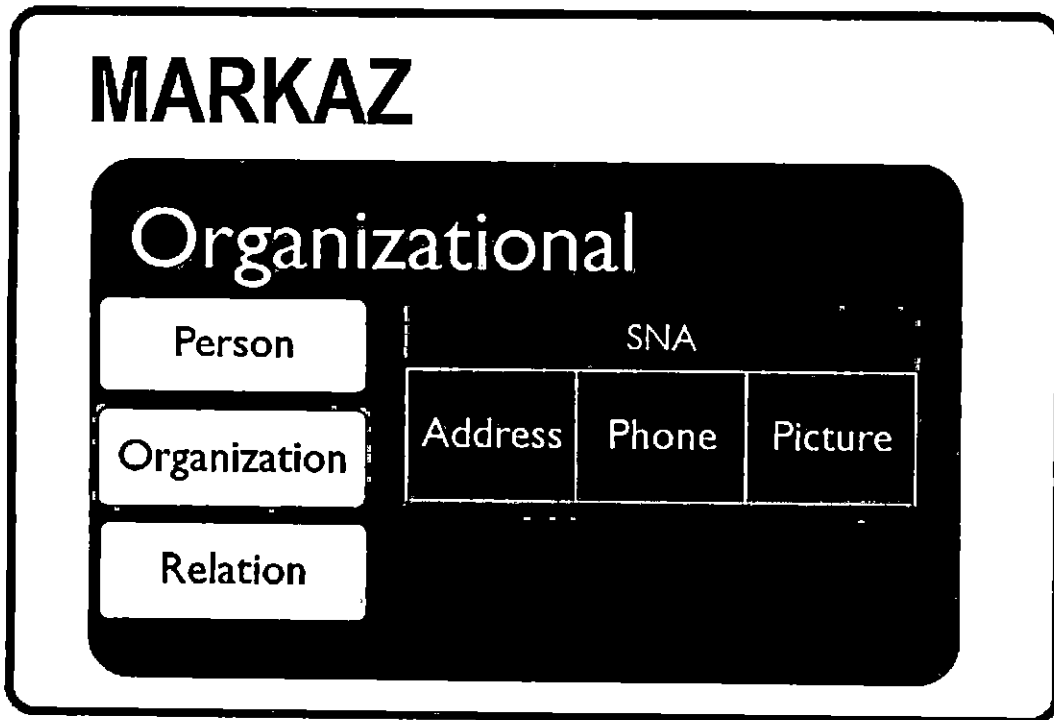 MARKAZ
Organizational
Person
Organization
Relation
SNA
Address Phone Picture